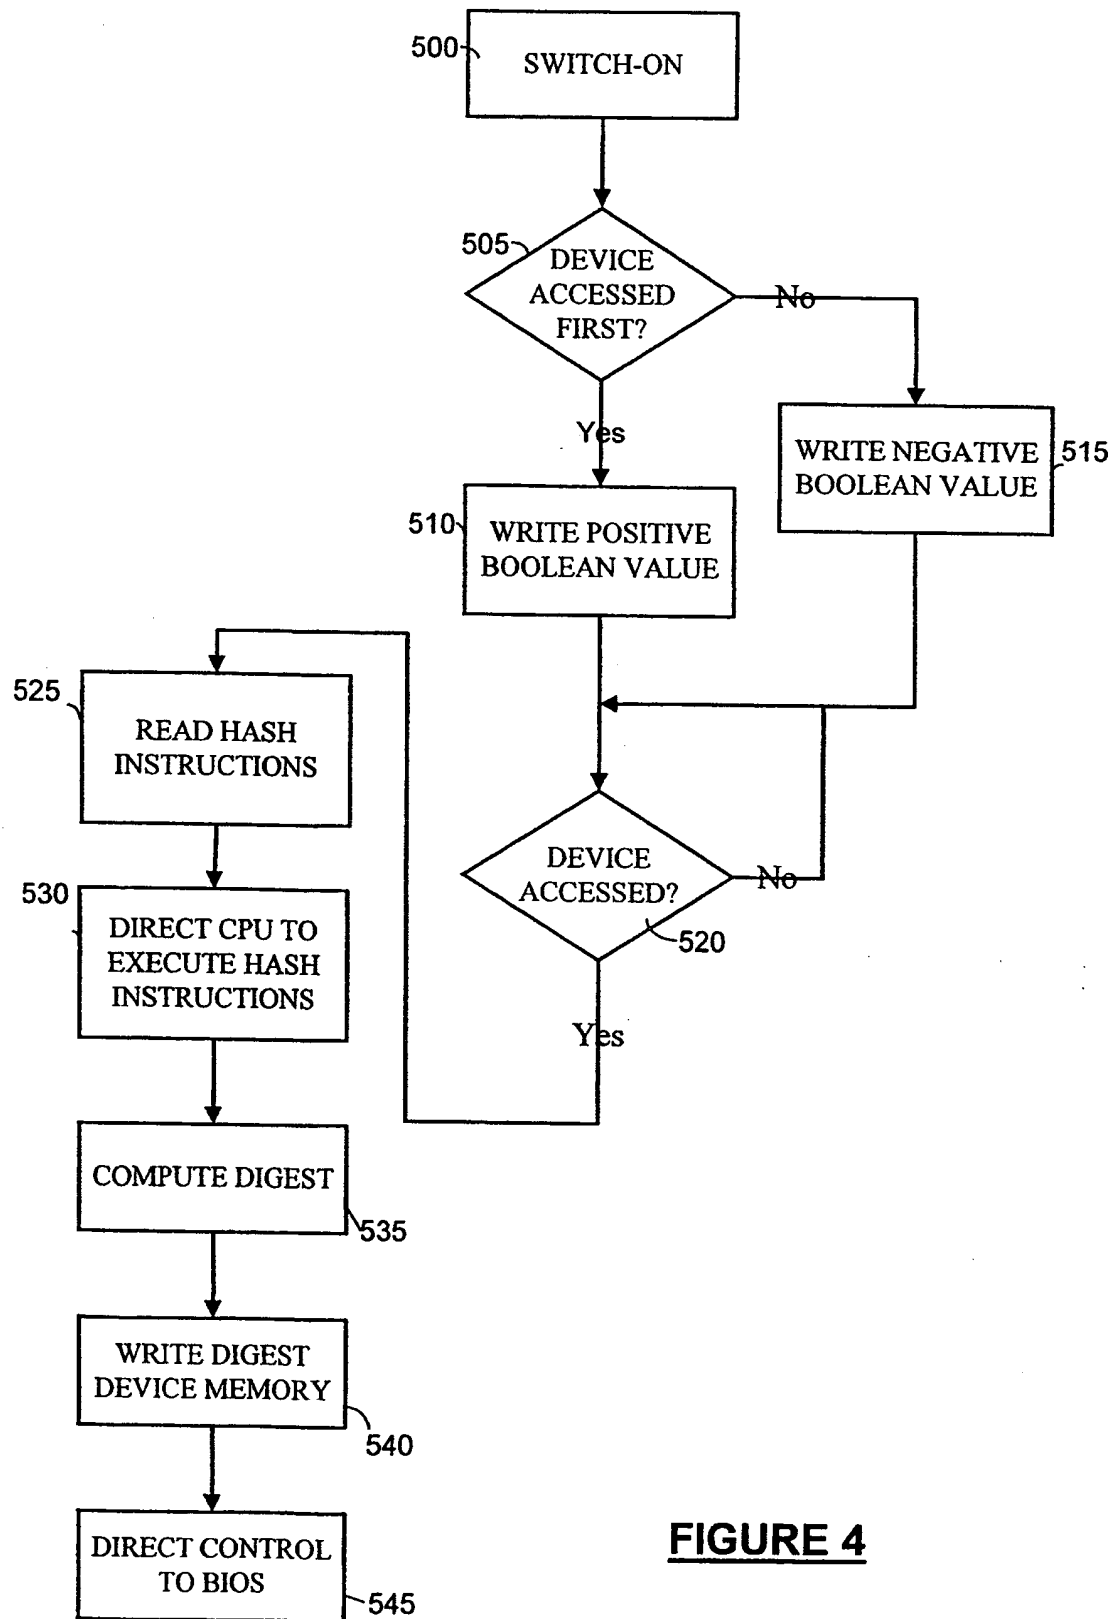 500
SWITCH-ON
505
DEVICE
ACCESSED
FIRST?
No
Yes
WRITE NEGATIVE
BOOLEAN VALUE
515
510
WRITE POSITIVE
BOOLEAN VALUE
525
READ HASH
INSTRUCTIONS
DEVICE
ACCESSED?
No
520
Yes
530
DIRECT CPU TO
EXECUTE HASH
INSTRUCTIONS
COMPUTE DIGEST
535
WRITE DIGEST
DEVICE MEMORY
540
DIRECT CONTROL
TO BIOS
545
FIGURE 4